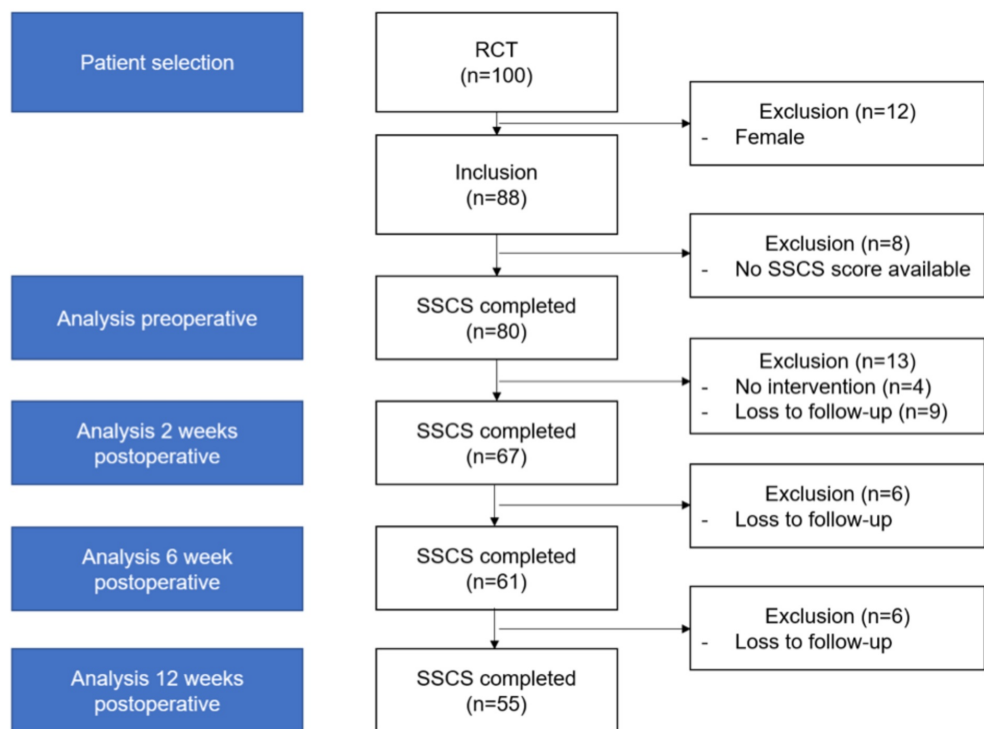 Patient selection
RCT
(n=100)
Exclusion (n=12)
- Female
Inclusion
(n=88)
Exclusion (n=8)
- No SSCS score available
Analysis preoperative
SSCS completed
(n=80)
Exclusion (n=13)
- No intervention (n=4)
- Loss to follow-up (n=9)
Analysis 2 weeks
postoperative
SSCS completed
(n=67)
Exclusion (n=6)
- Loss to follow-up
Analysis 6 week
postoperative
SSCS completed
(n=61)
Exclusion (n=6)
- Loss to follow-up
Analysis 12 weeks
postoperative
SSCS completed
(n=55)